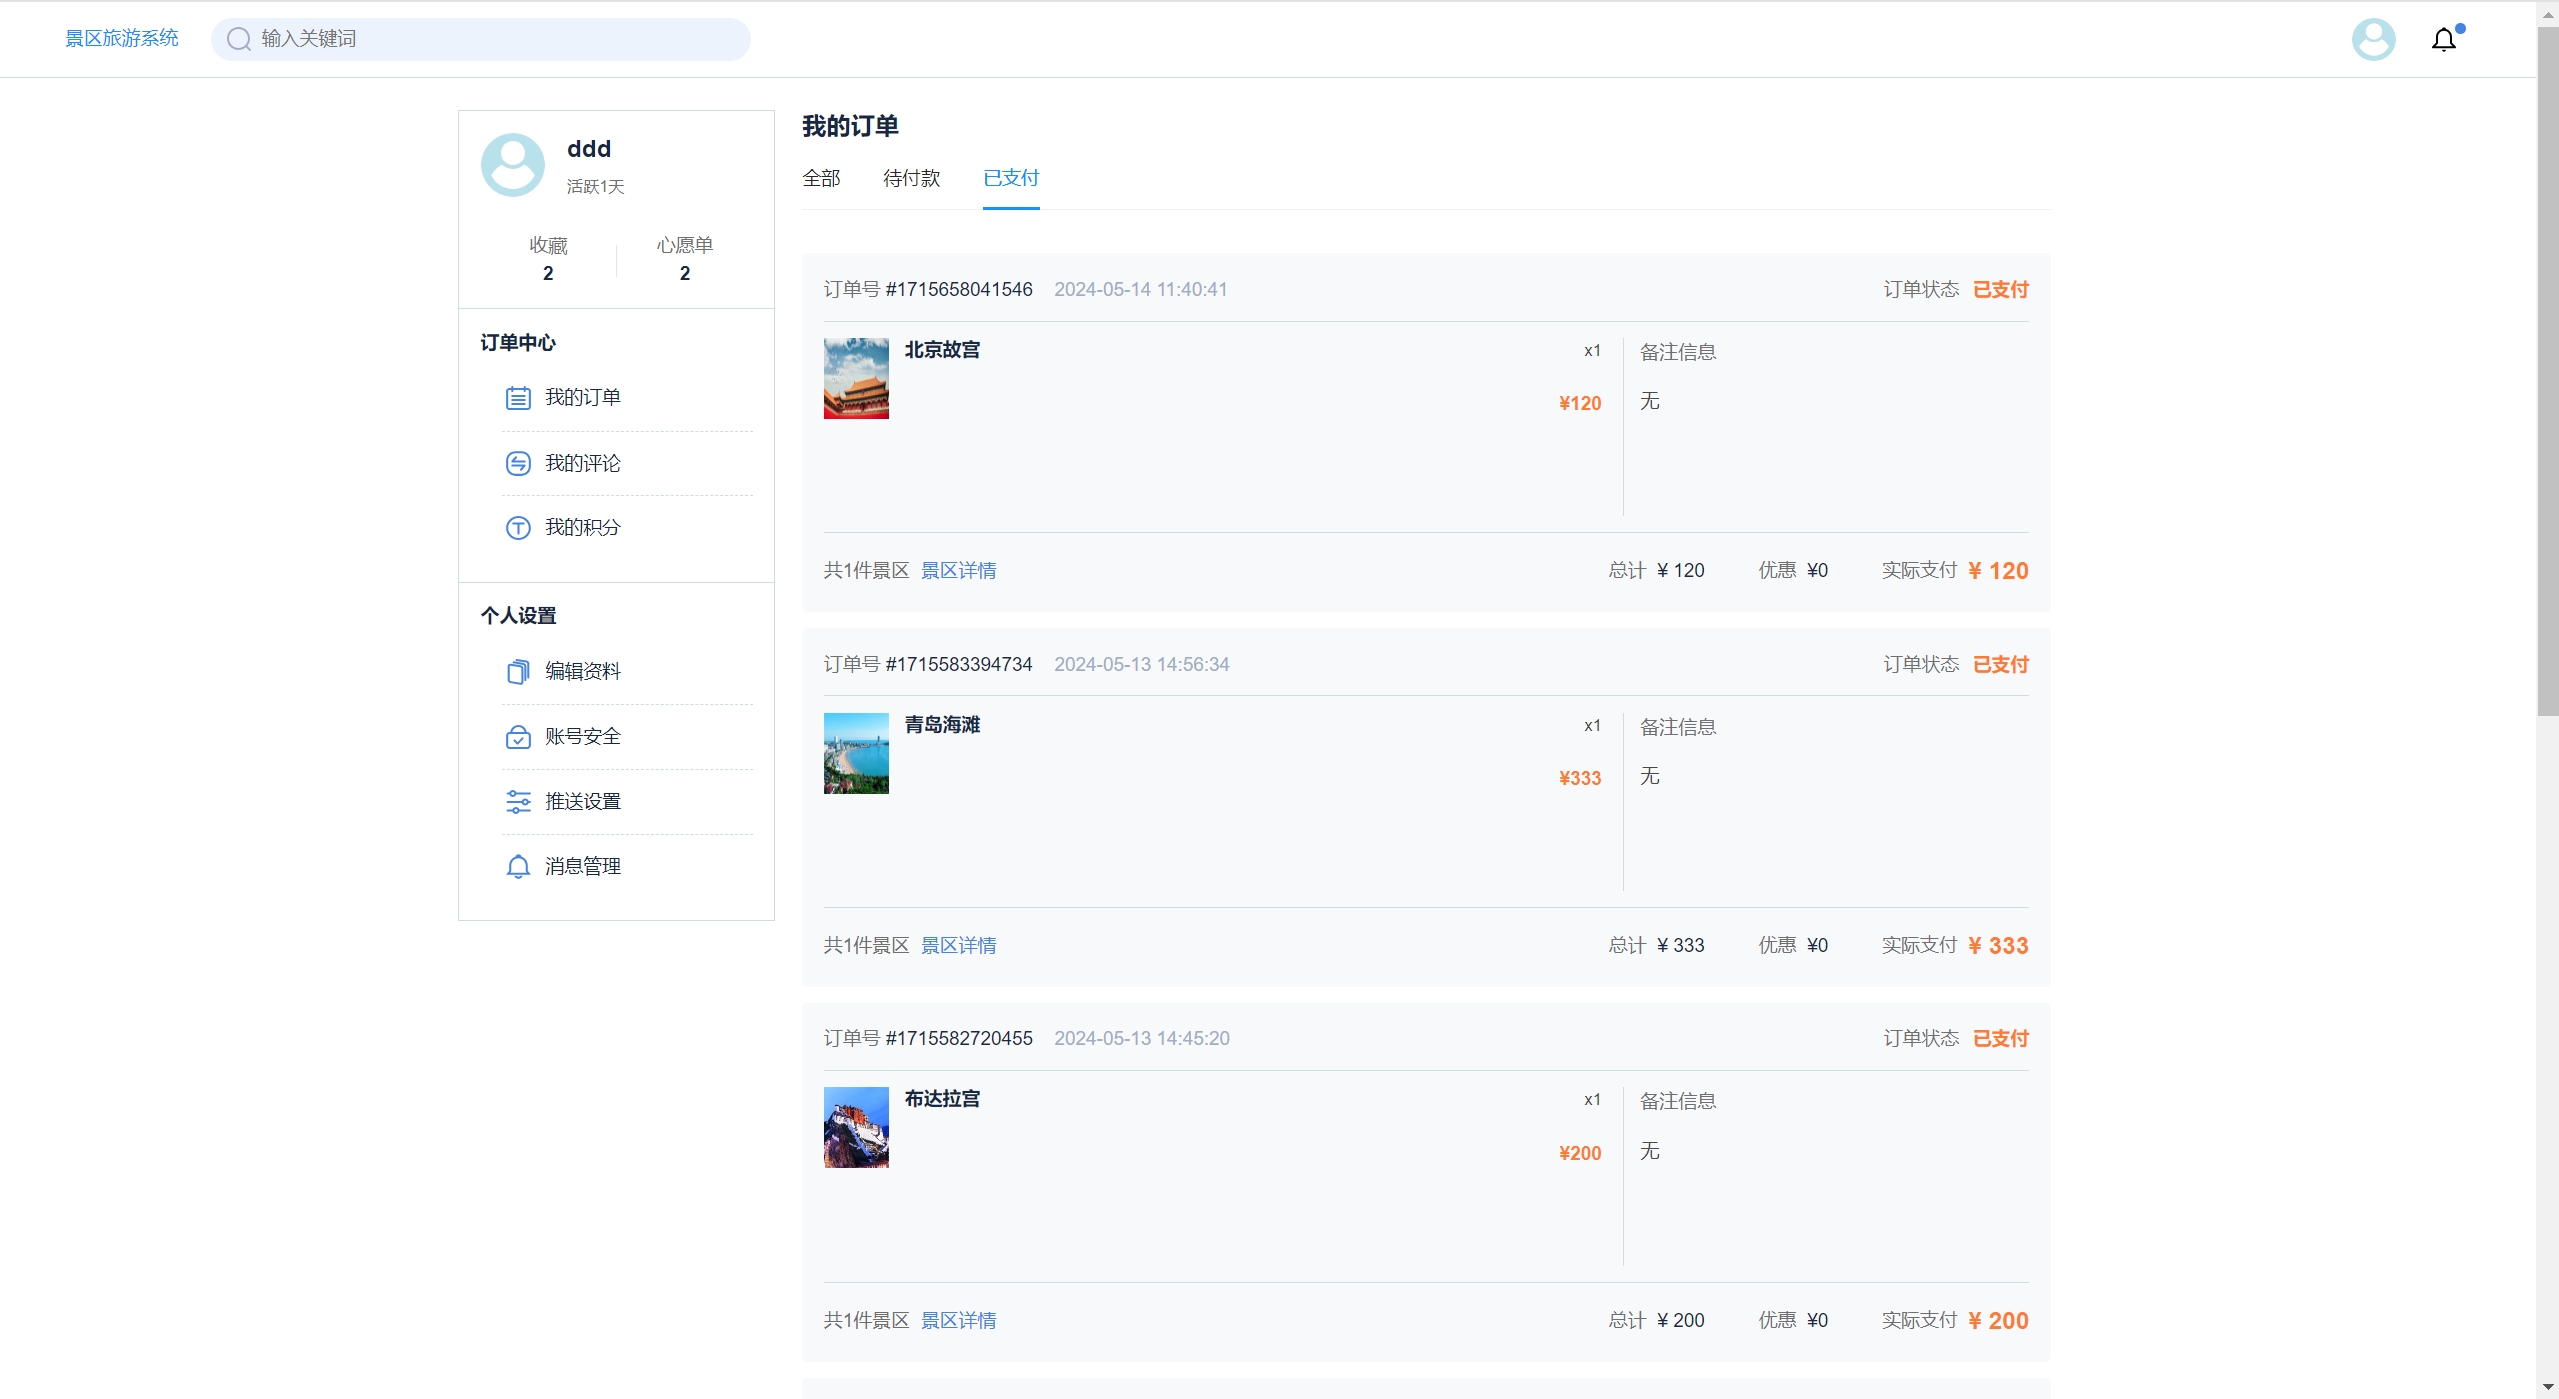 景区旅游系统
输入关键词
ddd
活跃1天
收藏
2
心愿单
2
订单中心
我的订单
我的评论
我的积分
个人设置
编辑资料
账号安全
推送设置
消息管理
我的订单
全部 待付款 已支付
订单号 #1715658041546 2024-05-14 11:40:41 订单状态 已支付
北京故宫 x1 备注信息
¥120 无
共1件景区 景区详情 总计 ¥ 120 优惠 ¥0 实际支付 ¥ 120
订单号 #1715583394734 2024-05-13 14:56:34 订单状态 已支付
青岛海滩 x1 备注信息
¥333 无
共1件景区 景区详情 总计 ¥ 333 优惠 ¥0 实际支付 ¥ 333
订单号 #1715582720455 2024-05-13 14:45:20 订单状态 已支付
布达拉宫 x1 备注信息
¥200 无
共1件景区 景区详情 总计 ¥ 200 优惠 ¥0 实际支付 ¥ 200